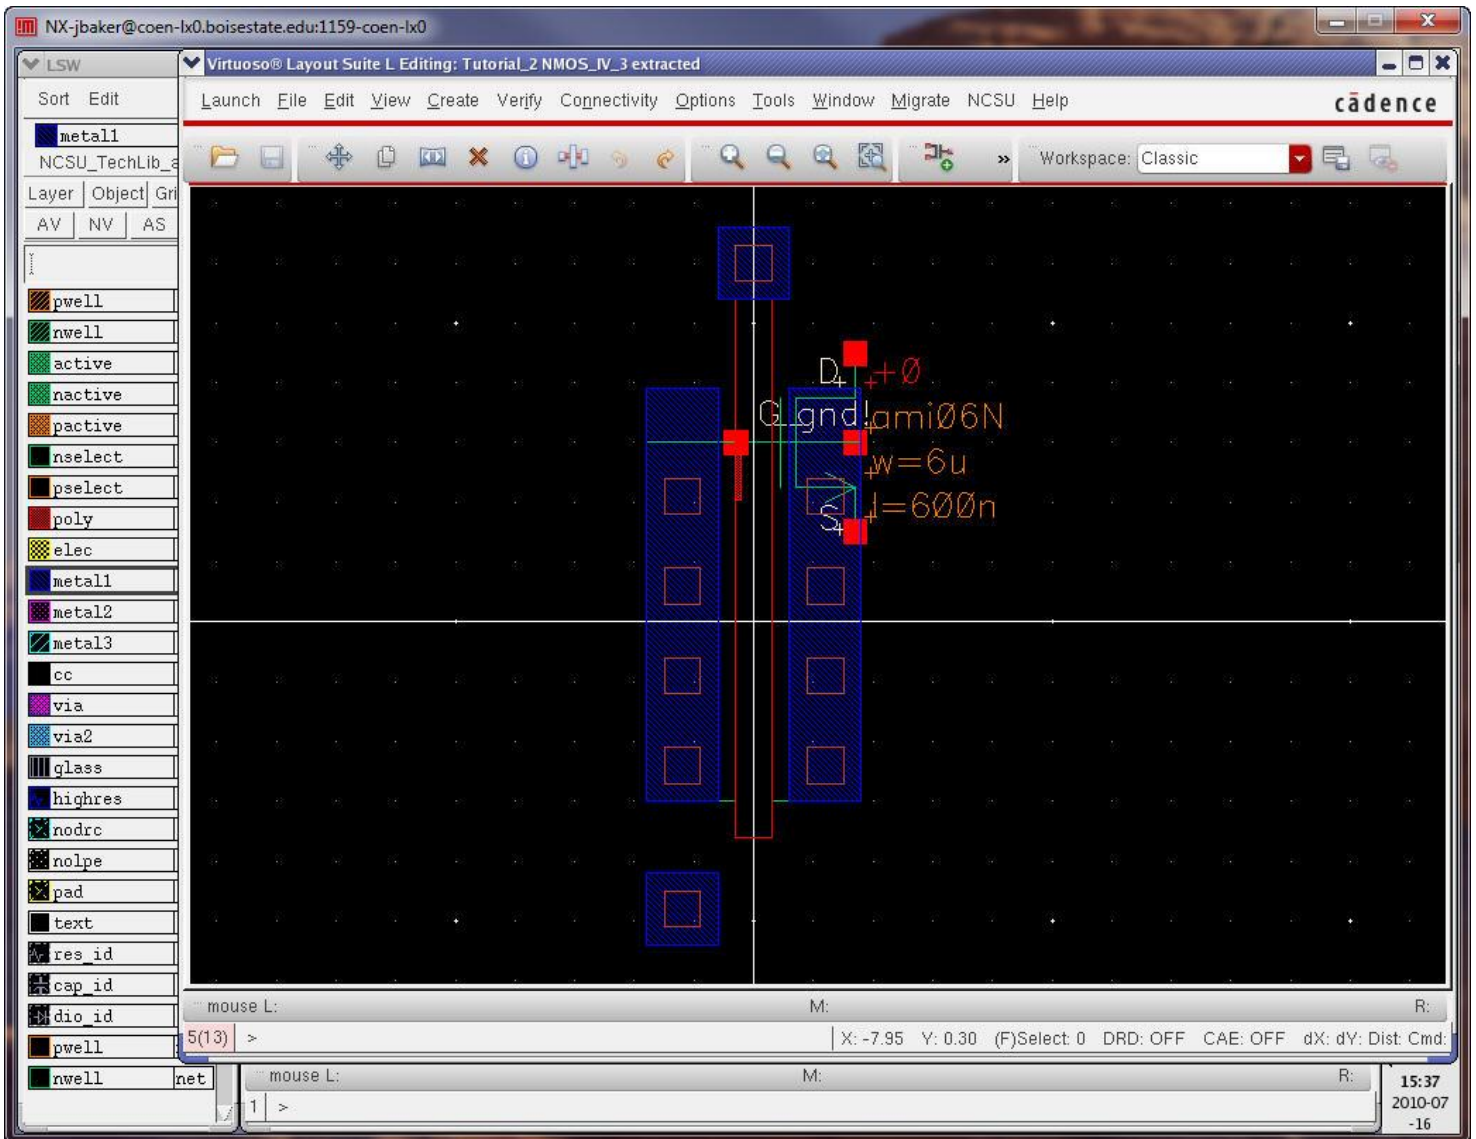 NX-jbaker@coen-lx0.boisestate.edu:1159-coen-lx0
LSW
Sort Edit
metal1
NCSU_TechLib_a
Layer Object Gri
AV NV AS
pwell
nwell
active
nactive
pactive
nselect
pselect
poly
elec
metal1
metal2
metal3
cc
via
via2
glass
highres
nodrc
nolpe
pad
text
res_id
cap_id
dio_id
pwell
nwell net
Virtuoso® Layout Suite L Editing: Tutorial_2 NMOS_IV_3 extracted
Launch File Edit View Create Verify Connectivity Options Tools Window Migrate NCSU Help
cādence
» Workspace: Classic
D +0
G gnd! ami06N
w=6u
S l=600n
mouse L: M: R:
5(13) > X: -7.95 Y: 0.30 (F)Select: 0 DRD: OFF CAE: OFF dX: dY: Dist: Cmd:
mouse L: M: R:
1 >
15:37
2010-07
-16